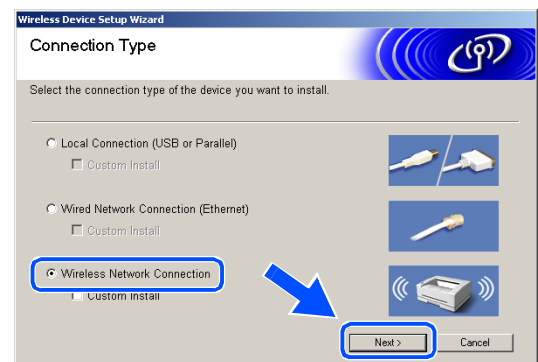 Wireless Device Setup Wizard
Connection Type
Select the connection type of the device you want to install.
Local Connection (USB or Parallel)
Custom Install
Wired Network Connection (Ethernet)
Custom Install
Wireless Network Connection
Custom Install
Next > Cancel